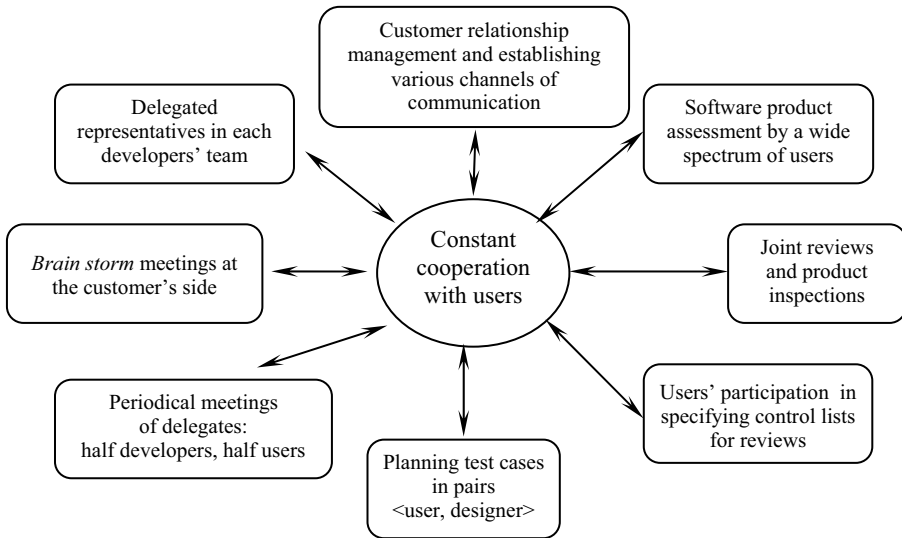 Customer relationship
management and establishing
various channels of
communication
Delegated
representatives in each
developers’ team
Software product
assessment by a wide
spectrum of users
Brain storm meetings at
the customer’s side
Constant
cooperation
with users
Joint reviews
and product
inspections
Periodical meetings
of delegates:
half developers, half users
Planning test cases
in pairs
<user, designer>
Users’ participation in
specifying control lists
for reviews